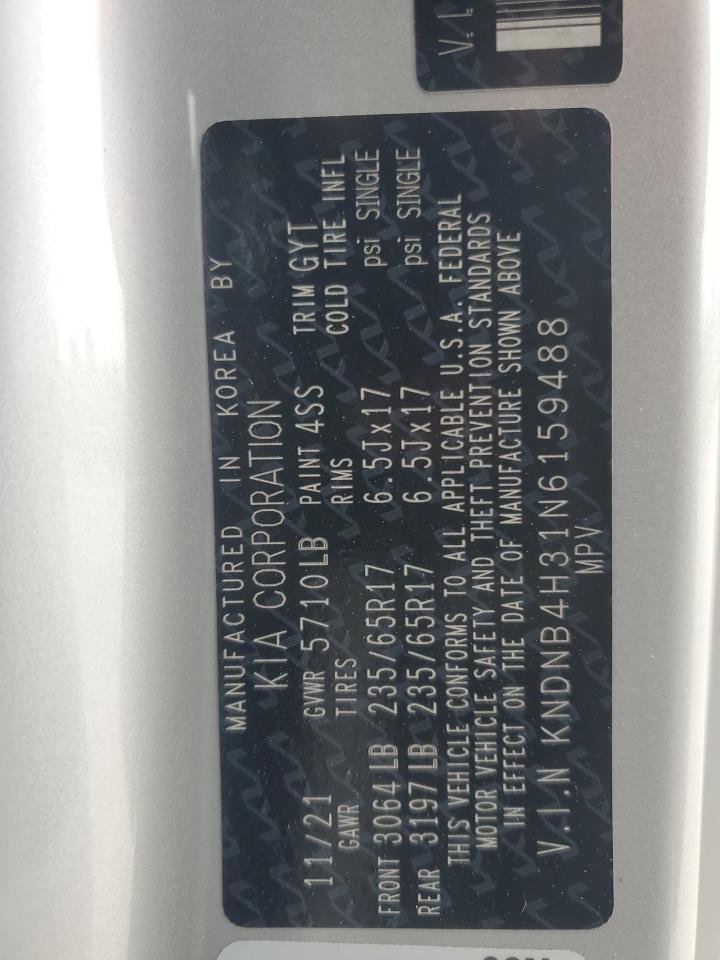 V.I.
MANUFACTURED IN KOREA BY
KIA CORPORATION
11/21 GVWR 5710LB PAINT 4SS TRIM GYT
GAWR TIRES RIMS COLD TIRE INFL
FRONT 3064LB 235/65R17 6.5Jx17 psi SINGLE
REAR 3197LB 235/65R17 6.5Jx17 psi SINGLE
THIS VEHICLE CONFORMS TO ALL APPLICABLE U.S.A. FEDERAL
MOTOR VEHICLE SAFETY AND THEFT PREVENTION STANDARDS
IN EFFECT ON THE DATE OF MANUFACTURE SHOWN ABOVE
V.I.N KNDNB4H31N6159488
MPV